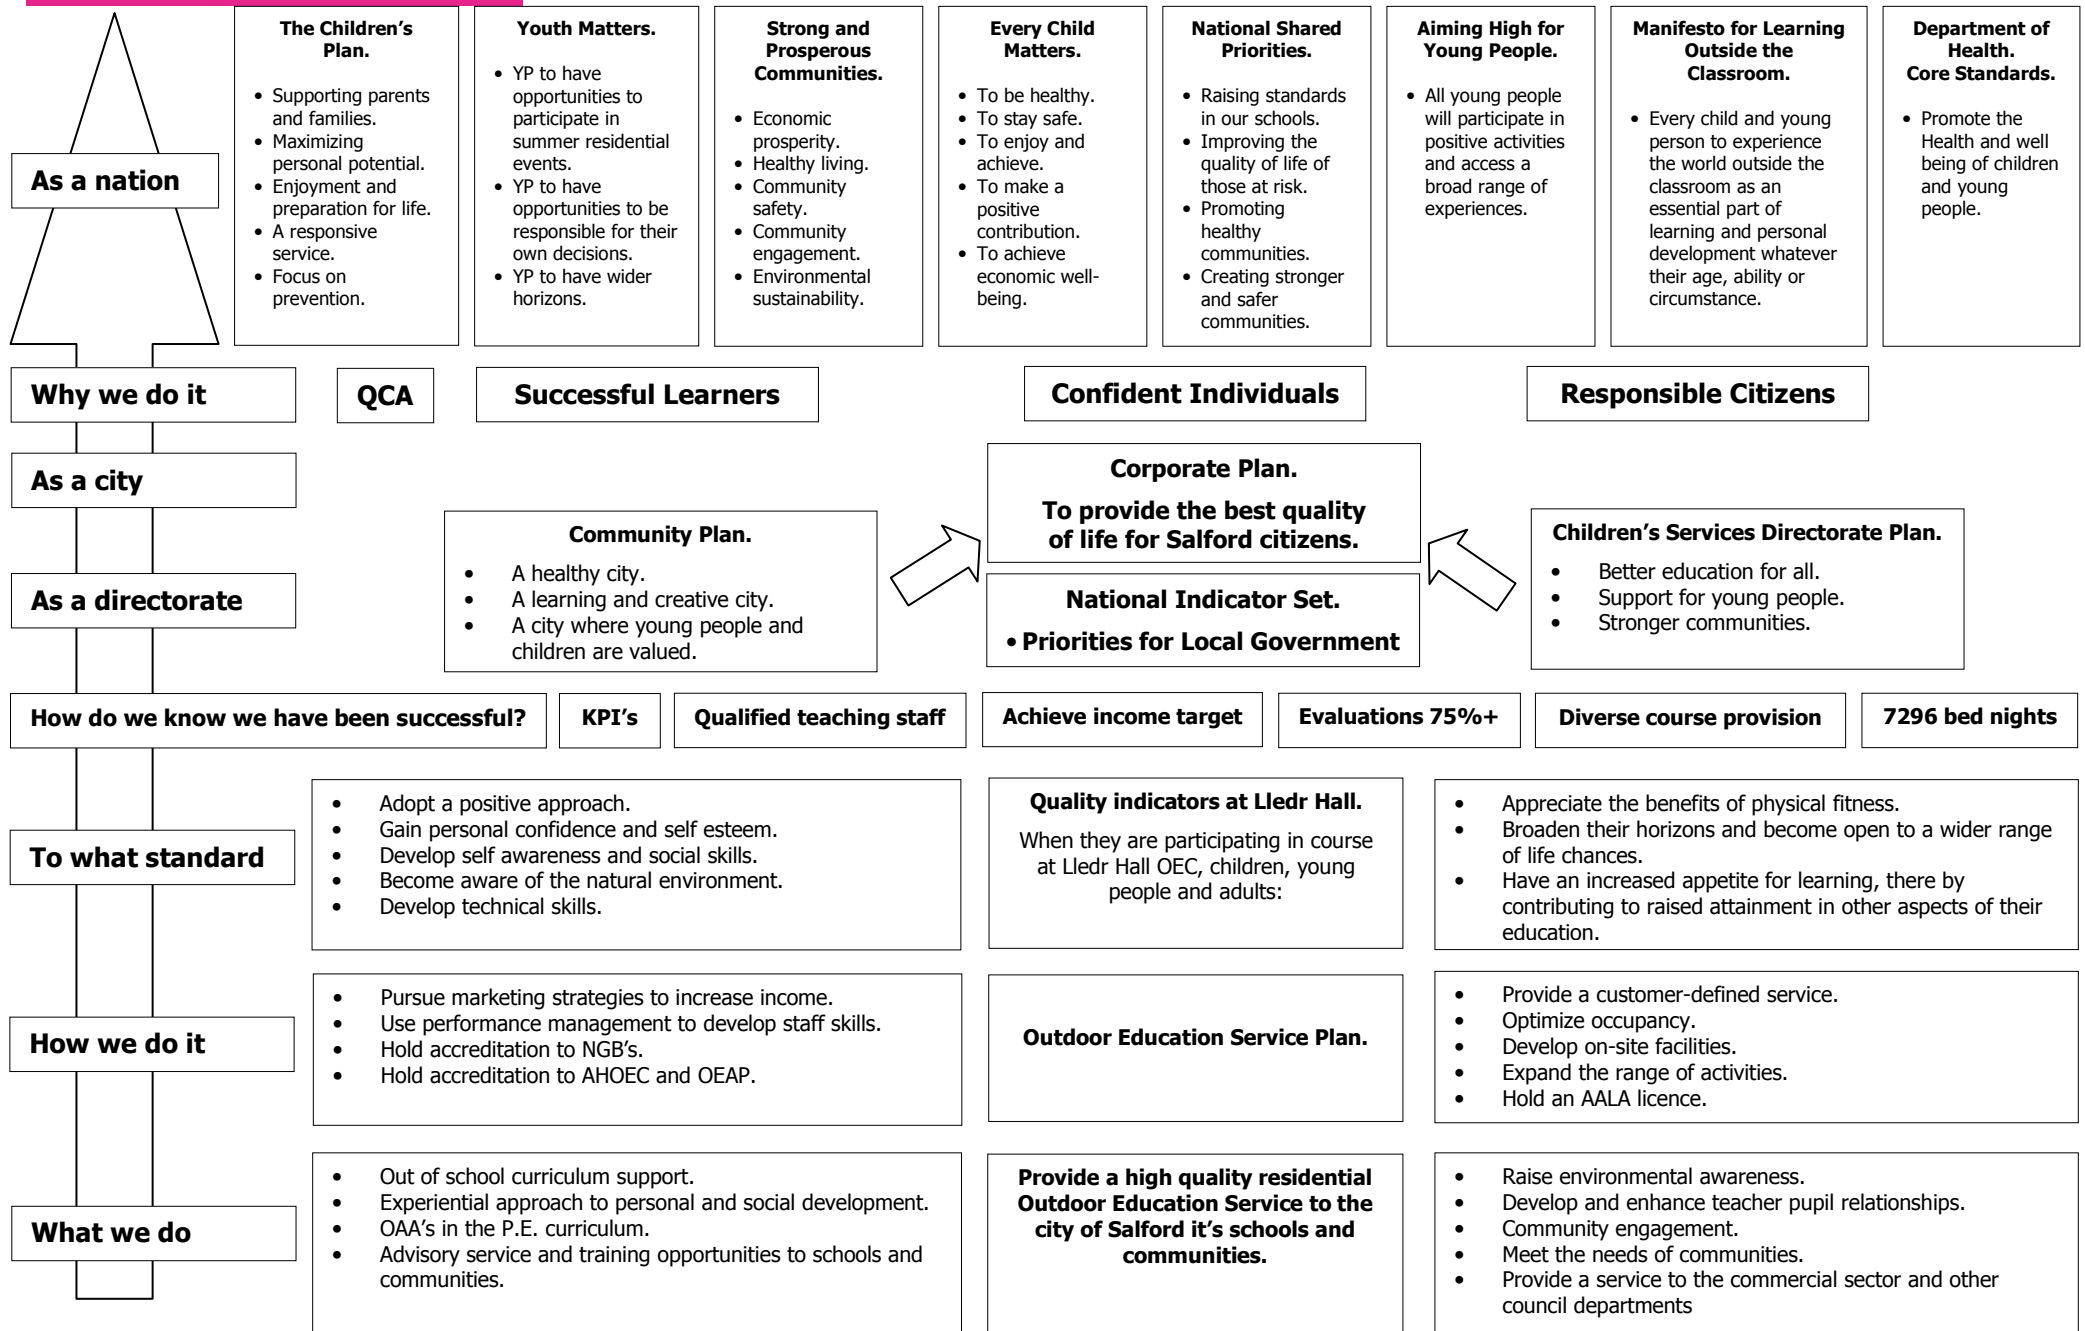 As a nation
The Children's
Plan.
• Supporting parents
and families.
• Maximizing
personal potential.
• Enjoyment and
preparation for life.
• A responsive
service.
• Focus on
prevention.
Youth Matters.
• YP to have
opportunities to
participate in
summer residential
events.
• YP to have
opportunities to be
responsible for their
own decisions.
• YP to have wider
horizons.
Strong and
Prosperous
Communities.
• Economic
prosperity.
• Healthy living.
• Community
safety.
• Community
engagement.
• Environmental
sustainability.
Every Child
Matters.
• To be healthy.
• To stay safe.
• To enjoy and
achieve.
• To make a
positive
contribution.
• To achieve
economic well-
being.
National Shared
Priorities.
• Raising standards
in our schools.
• Improving the
quality of life of
those at risk.
• Promoting
healthy
communities.
• Creating stronger
and safer
communities.
Aiming High for
Young People.
• All young people
will participate in
positive activities
and access a
broad range of
experiences.
Manifesto for Learning
Outside the
Classroom.
• Every child and young
person to experience
the world outside the
classroom as an
essential part of
learning and personal
development whatever
their age, ability or
circumstance.
Department of
Health.
Core Standards.
• Promote the
Health and well
being of children
and young
people.
Why we do it
QCA
Successful Learners
Confident Individuals
Responsible Citizens
As a city
As a directorate
Community Plan.
• A healthy city.
• A learning and creative city.
• A city where young people and
children are valued.
Corporate Plan.
To provide the best quality
of life for Salford citizens.
National Indicator Set.
• Priorities for Local Government
Children's Services Directorate Plan.
• Better education for all.
• Support for young people.
• Stronger communities.
How do we know we have been successful?
KPI's
Qualified teaching staff
Achieve income target
Evaluations 75%+
Diverse course provision
7296 bed nights
To what standard
• Adopt a positive approach.
• Gain personal confidence and self esteem.
• Develop self awareness and social skills.
• Become aware of the natural environment.
• Develop technical skills.
Quality indicators at Lledr Hall.
When they are participating in course
at Lledr Hall OEC, children, young
people and adults:
• Appreciate the benefits of physical fitness.
• Broaden their horizons and become open to a wider range
of life chances.
• Have an increased appetite for learning, there by
contributing to raised attainment in other aspects of their
education.
How we do it
• Pursue marketing strategies to increase income.
• Use performance management to develop staff skills.
• Hold accreditation to NGB's.
• Hold accreditation to AHOEC and OEAP.
Outdoor Education Service Plan.
• Provide a customer-defined service.
• Optimize occupancy.
• Develop on-site facilities.
• Expand the range of activities.
• Hold an AALA licence.
What we do
• Out of school curriculum support.
• Experiential approach to personal and social development.
• OAA's in the P.E. curriculum.
• Advisory service and training opportunities to schools and
communities.
Provide a high quality residential
Outdoor Education Service to the
city of Salford it's schools and
communities.
• Raise environmental awareness.
• Develop and enhance teacher pupil relationships.
• Community engagement.
• Meet the needs of communities.
• Provide a service to the commercial sector and other
council departments